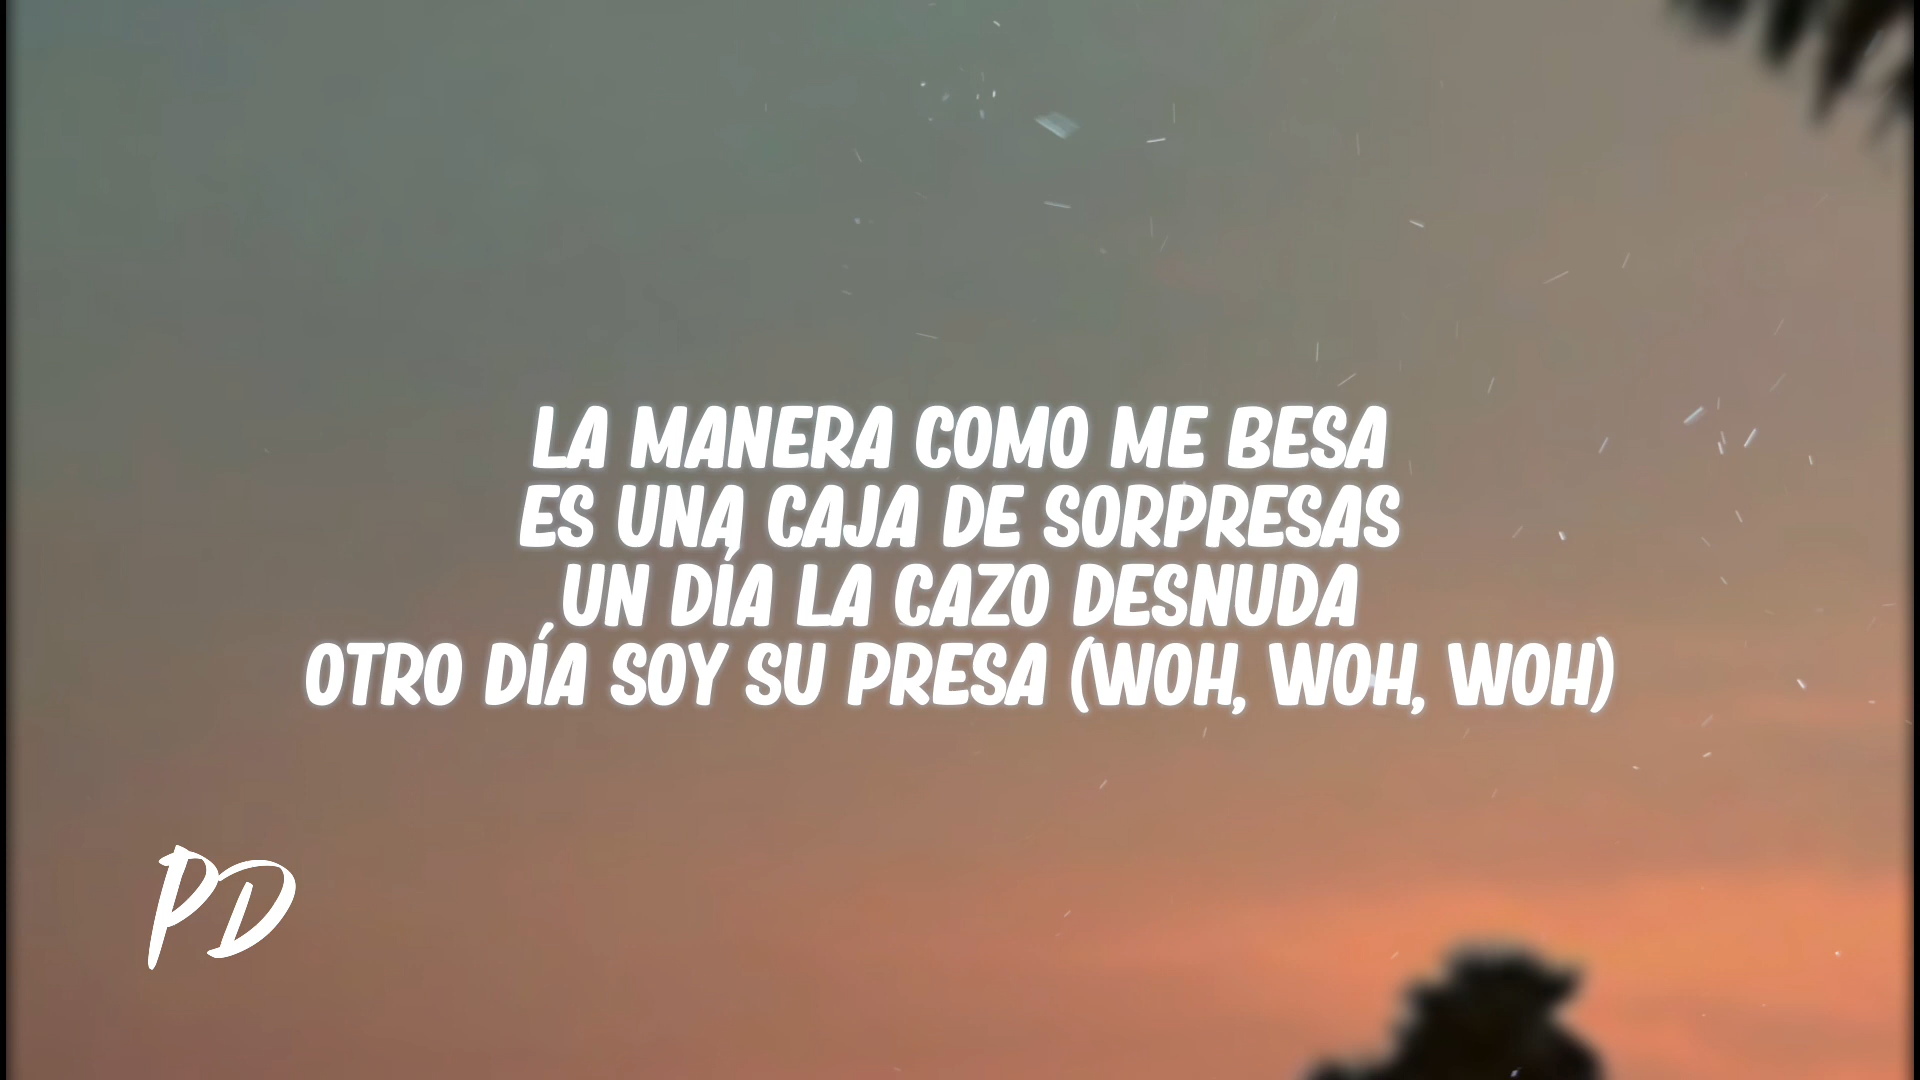 LA MANERA COMO ME BESA
ES UNA CAJA DE SORPRESAS
UN DÍA LA CAZO DESNUDA
OTRO DÍA SOY SU PRESA (WOH, WOH, WOH)
PD